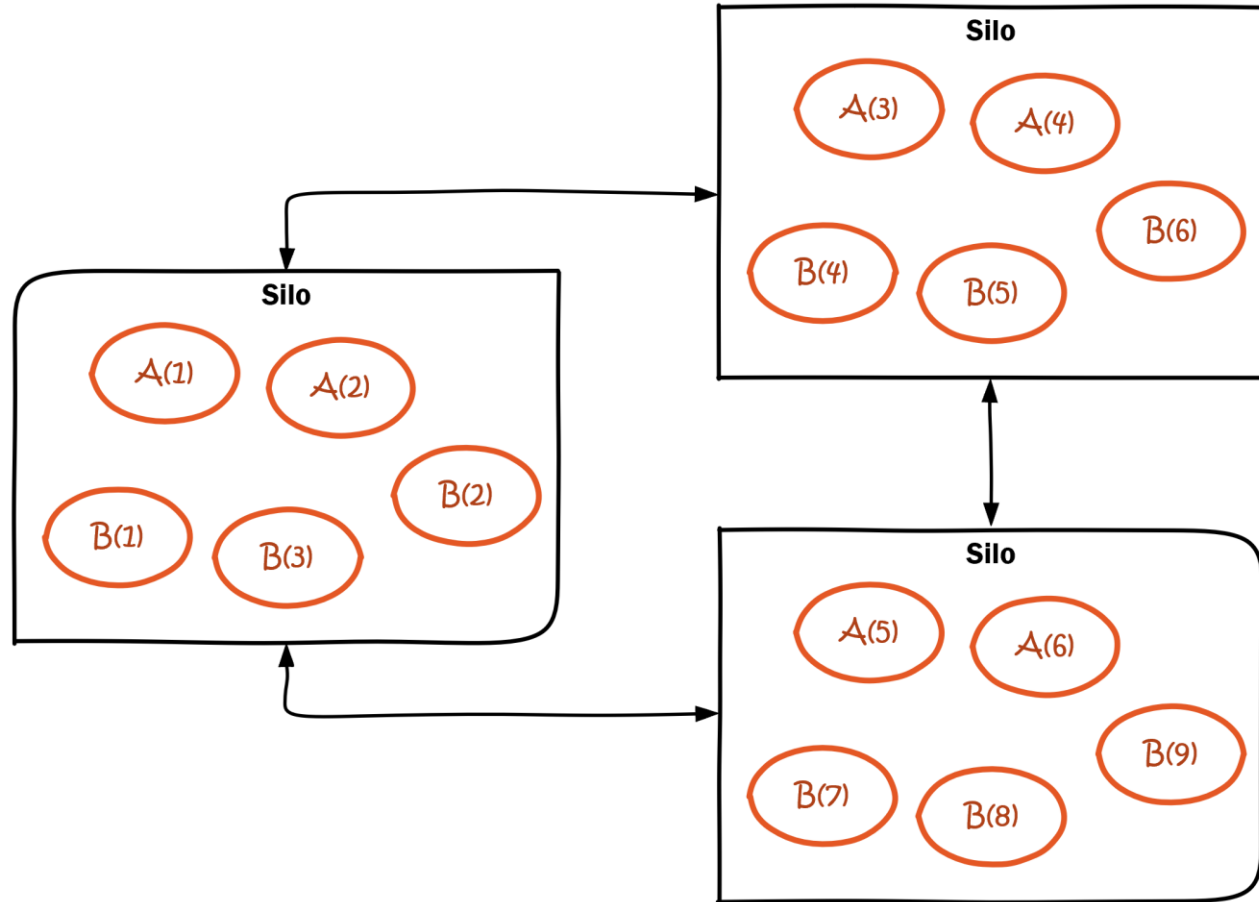 Silo
A(1)
A(2)
B(2)
B(1)
B(3)
Silo
A(3)
A(4)
B(6)
B(4)
B(5)
Silo
A(5)
A(6)
B(9)
B(7)
B(8)